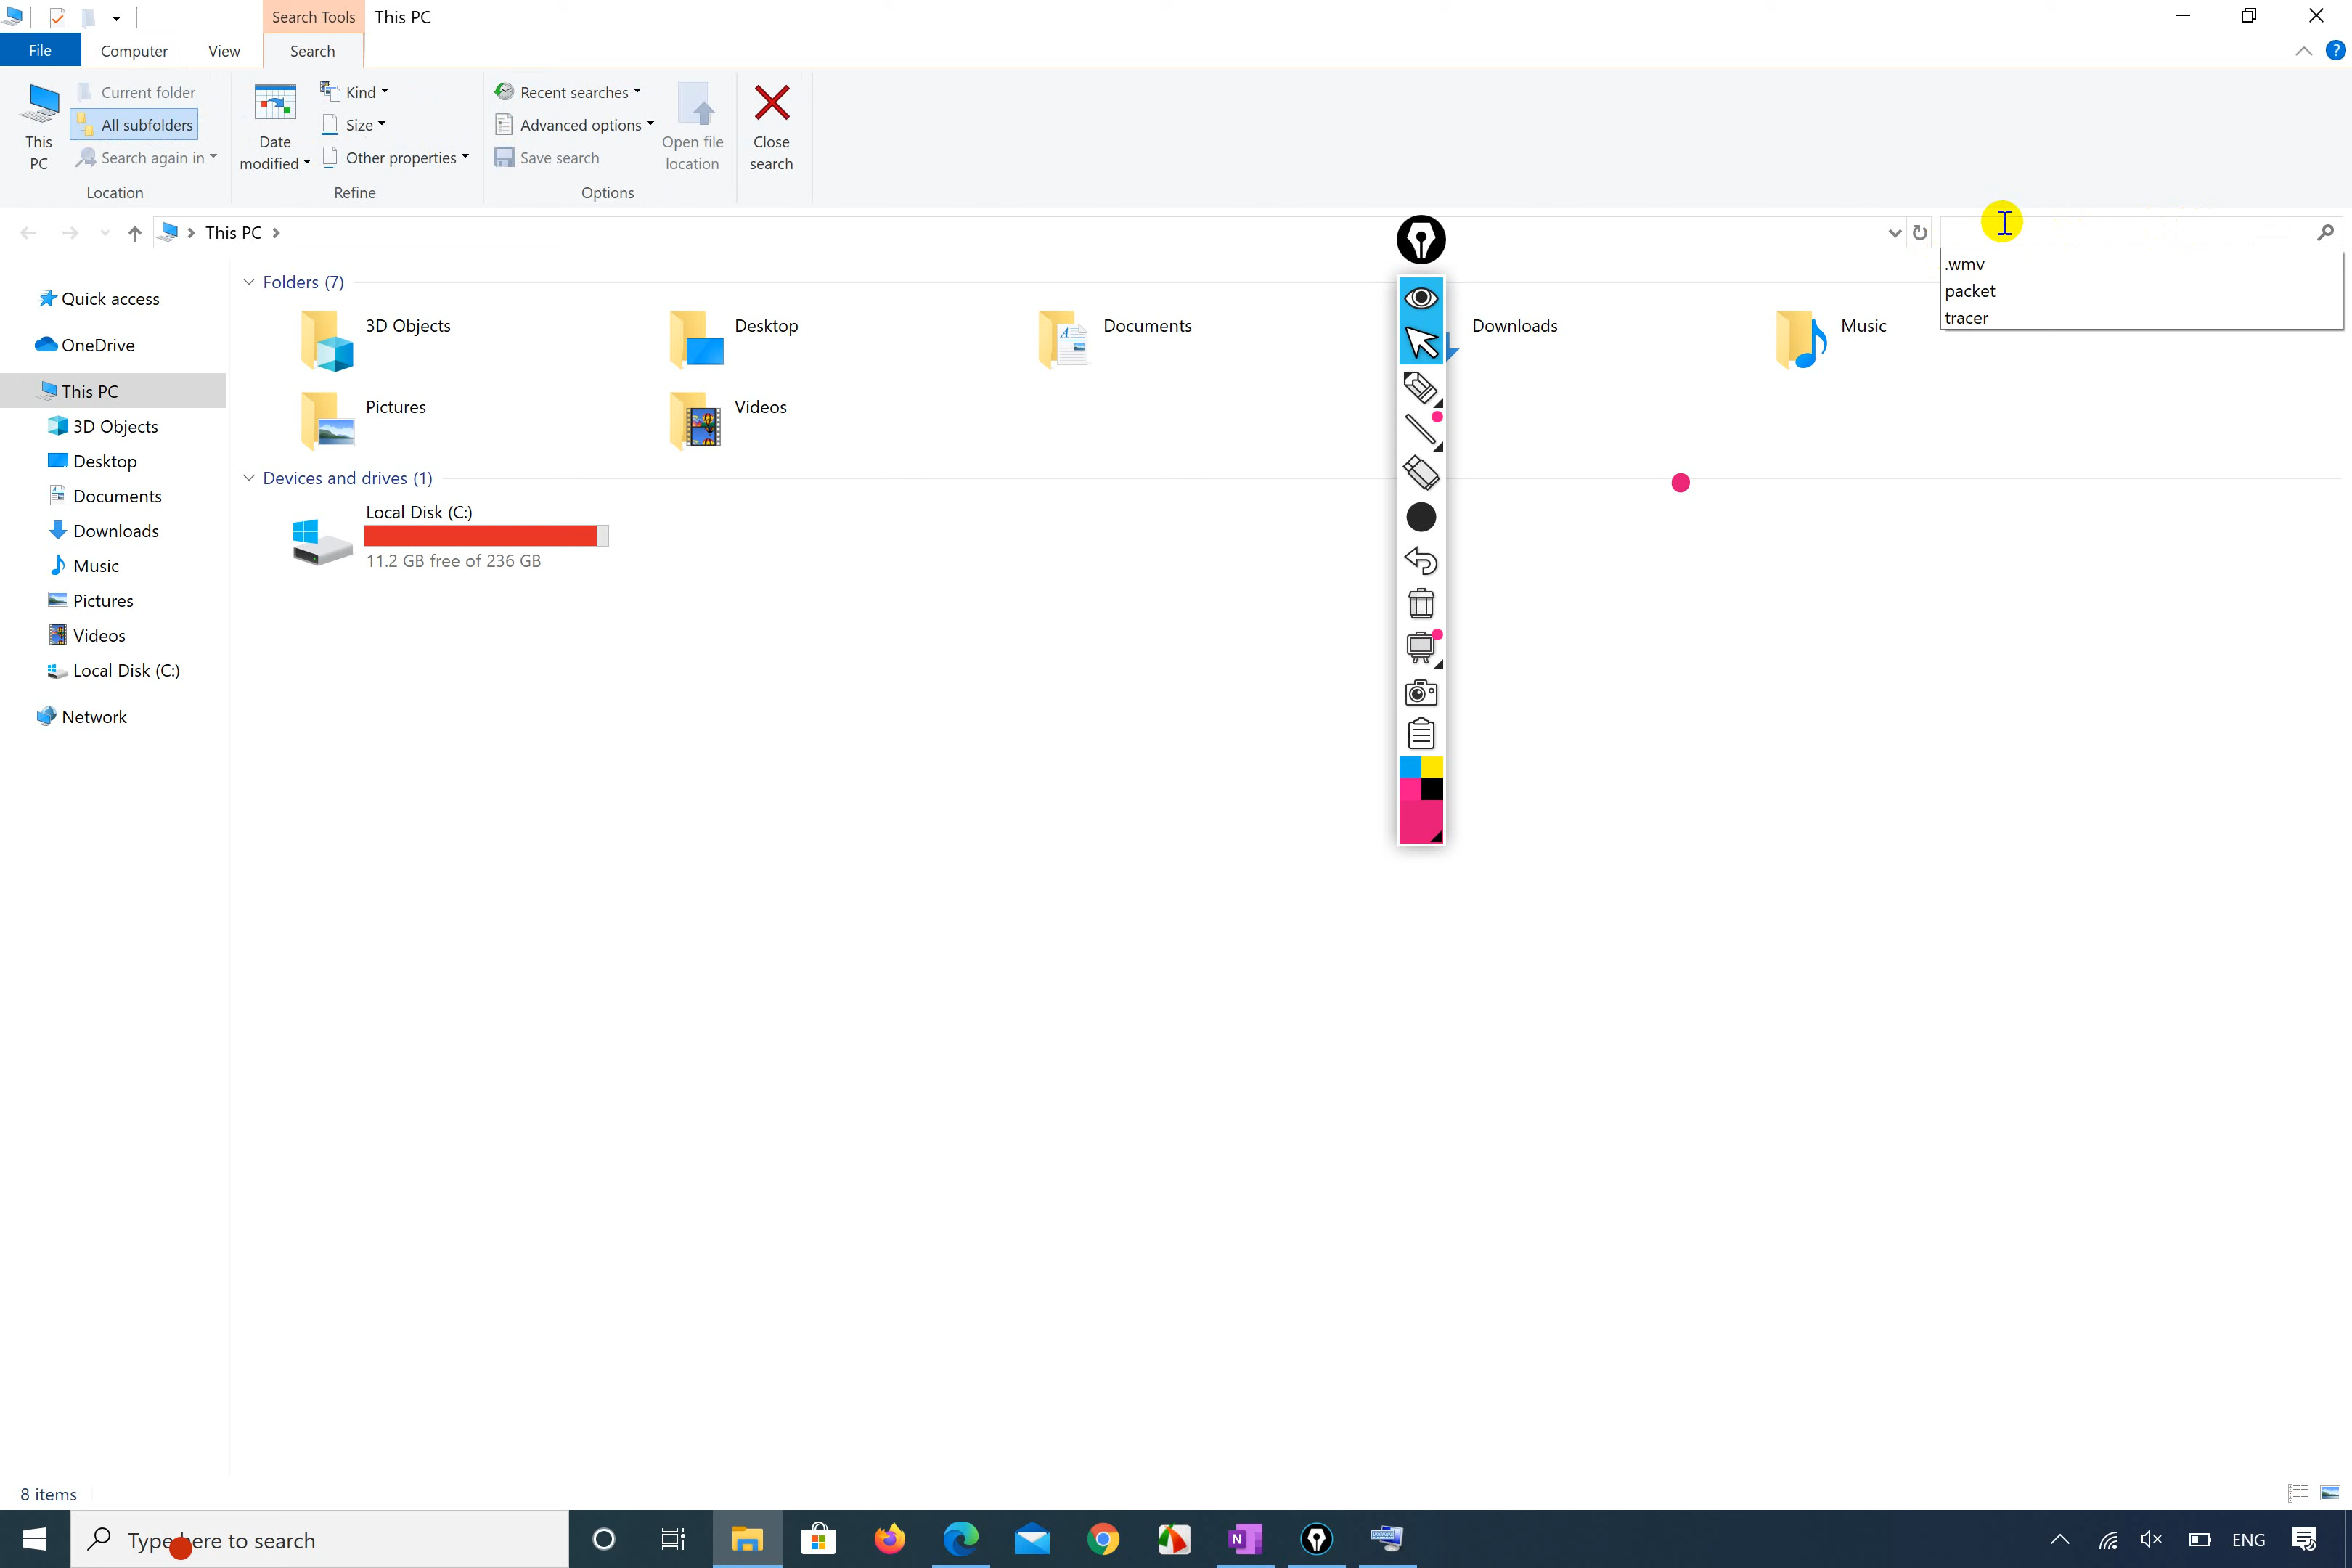 Search Tools This PC
File Computer View Search
This PC
Current folder
All subfolders
Search again in
Location
Date modified
Kind
Size
Other properties
Refine
Recent searches
Advanced options
Save search
Open file location
Options
Close search
This PC
.wmv
packet
tracer
Quick access
OneDrive
This PC
3D Objects
Desktop
Documents
Downloads
Music
Pictures
Videos
Local Disk (C:)
Network
Folders (7)
3D Objects Desktop Documents Downloads Music
Pictures Videos
Devices and drives (1)
Local Disk (C:)
11.2 GB free of 236 GB
8 items
Type here to search
N
ENG